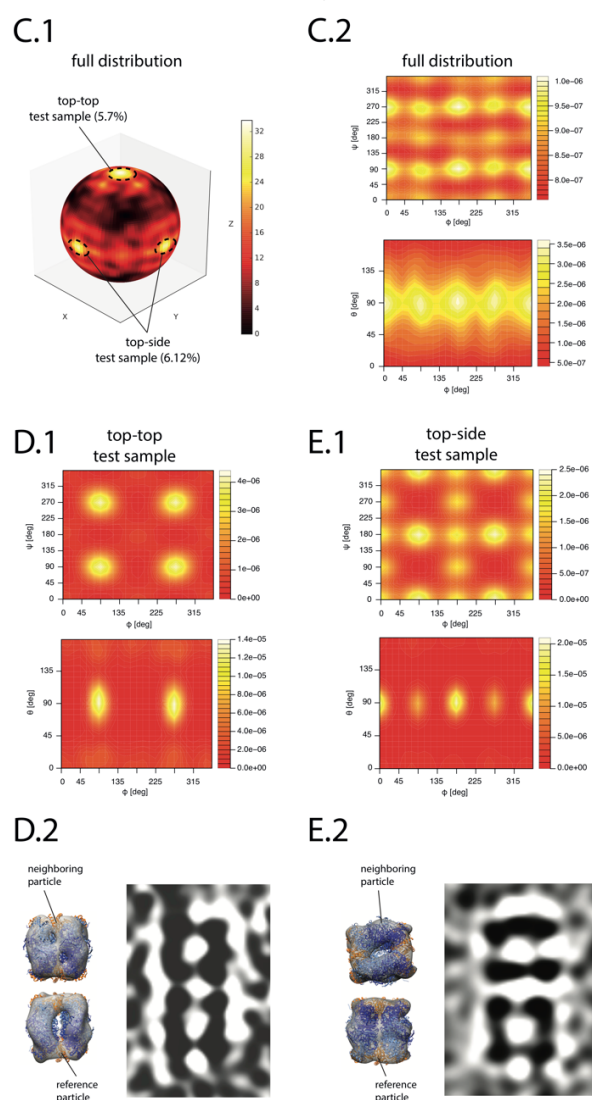 C.1
full distribution
top-top
test sample (5.7%)
32
28
24
20
16
12
8
4
0
Z
X
Y
top-side
test sample (6.12%)
C.2
full distribution
315
270
225
180
135
90
45
0
ψ [deg]
0 45 135 225 315
φ [deg]
1.0e-06
9.5e-07
9.0e-07
8.5e-07
8.0e-07
135
90
45
0
θ [deg]
0 45 135 225 315
φ [deg]
3.5e-06
3.0e-06
2.5e-06
2.0e-06
1.5e-06
1.0e-06
5.0e-07
D.1
top-top
test sample
315
270
225
180
135
90
45
0
ψ [deg]
0 45 135 225 315
φ [deg]
4e-06
3e-06
2e-06
1e-06
0e+00
135
90
45
0
θ [deg]
0 45 135 225 315
φ [deg]
1.4e-05
1.2e-05
1.0e-05
8.0e-06
6.0e-06
4.0e-06
2.0e-06
0.0e+00
E.1
top-side
test sample
315
270
225
180
135
90
45
0
ψ [deg]
0 45 135 225 315
φ [deg]
2.5e-06
2.0e-06
1.5e-06
1.0e-06
5.0e-07
0.0e+00
135
90
45
0
θ [deg]
0 45 135 225 315
φ [deg]
2.0e-05
1.5e-05
1.0e-05
5.0e-06
0.0e+00
D.2
neighboring
particle
reference
particle
E.2
neighboring
particle
reference
particle